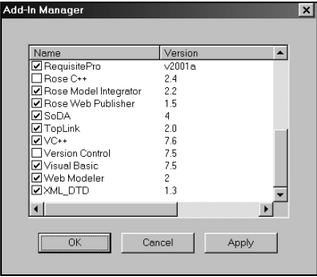 Add-In Manager
Name Version
RequisitePro v2001a
Rose C++ 2.4
Rose Model Integrator 2.2
Rose Web Publisher 1.5
SoDA 4
TopLink 2.0
VC++ 7.6
Version Control 7.5
Visual Basic 7.5
Web Modeler 2
XML_DTD 1.3
OK Cancel Apply